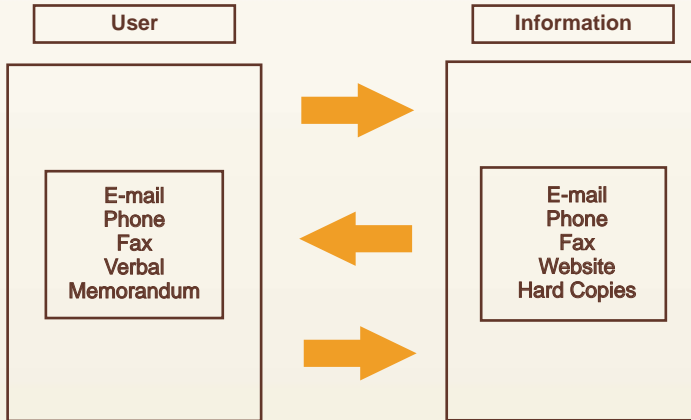 User
Information
E-mail
Phone
Fax
Verbal
Memorandum
E-mail
Phone
Fax
Website
Hard Copies